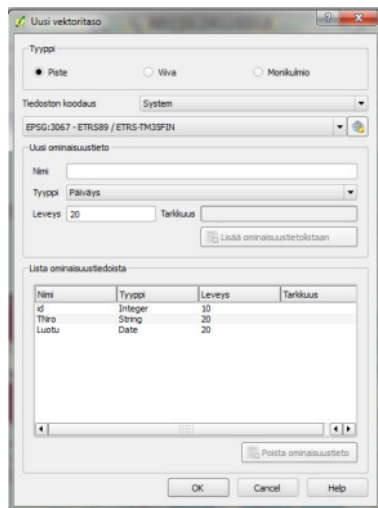 Uusi vektoritaso
Tyyppi
Piste Viiva Monikulmio
Tiedoston koodaus System
EPSG:3067 - ETRS89 / ETRS-TM35FIN
Uusi ominaisuustieto
Nimi
Tyyppi Päiväys
Leveys 20 Tarkkuus
Lisää ominaisuustietolistaan
Lista ominaisuustiedoista
Nimi Tyyppi Leveys Tarkkuus
id Integer 10
TNro String 20
Luotu Date 20
Poista ominaisuustieto
OK Cancel Help